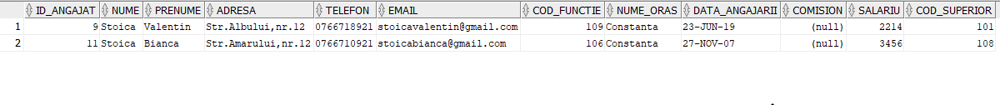 ID_ANGAJAT NUME PRENUME ADRESA TELEFON EMAIL COD_FUNCTIE NUME_ORAS DATA_ANGAJARII COMISION SALARIU COD_SUPERIOR
1 9 Stoica Valentin Str.Albului,nr.12 0766718921 stoicavalentin@gmail.com 109 Constanta 23-JUN-19 (null) 2214 101
2 11 Stoica Bianca Str.Amarului,nr.12 0766710921 stoicabianca@gmail.com 106 Constanta 27-NOV-07 (null) 3456 108